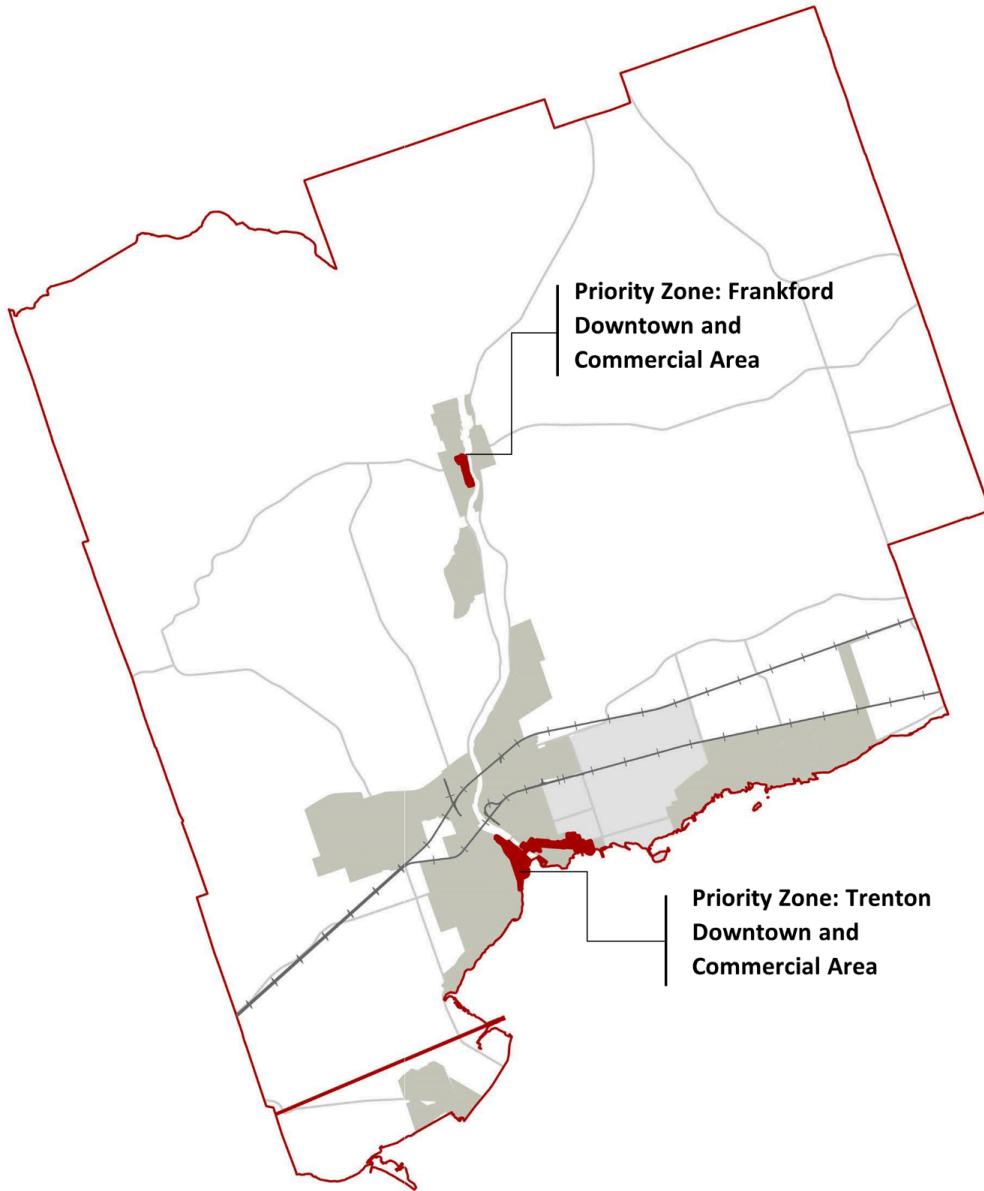 Priority Zone: Frankford
Downtown and
Commercial Area
Priority Zone: Trenton
Downtown and
Commercial Area